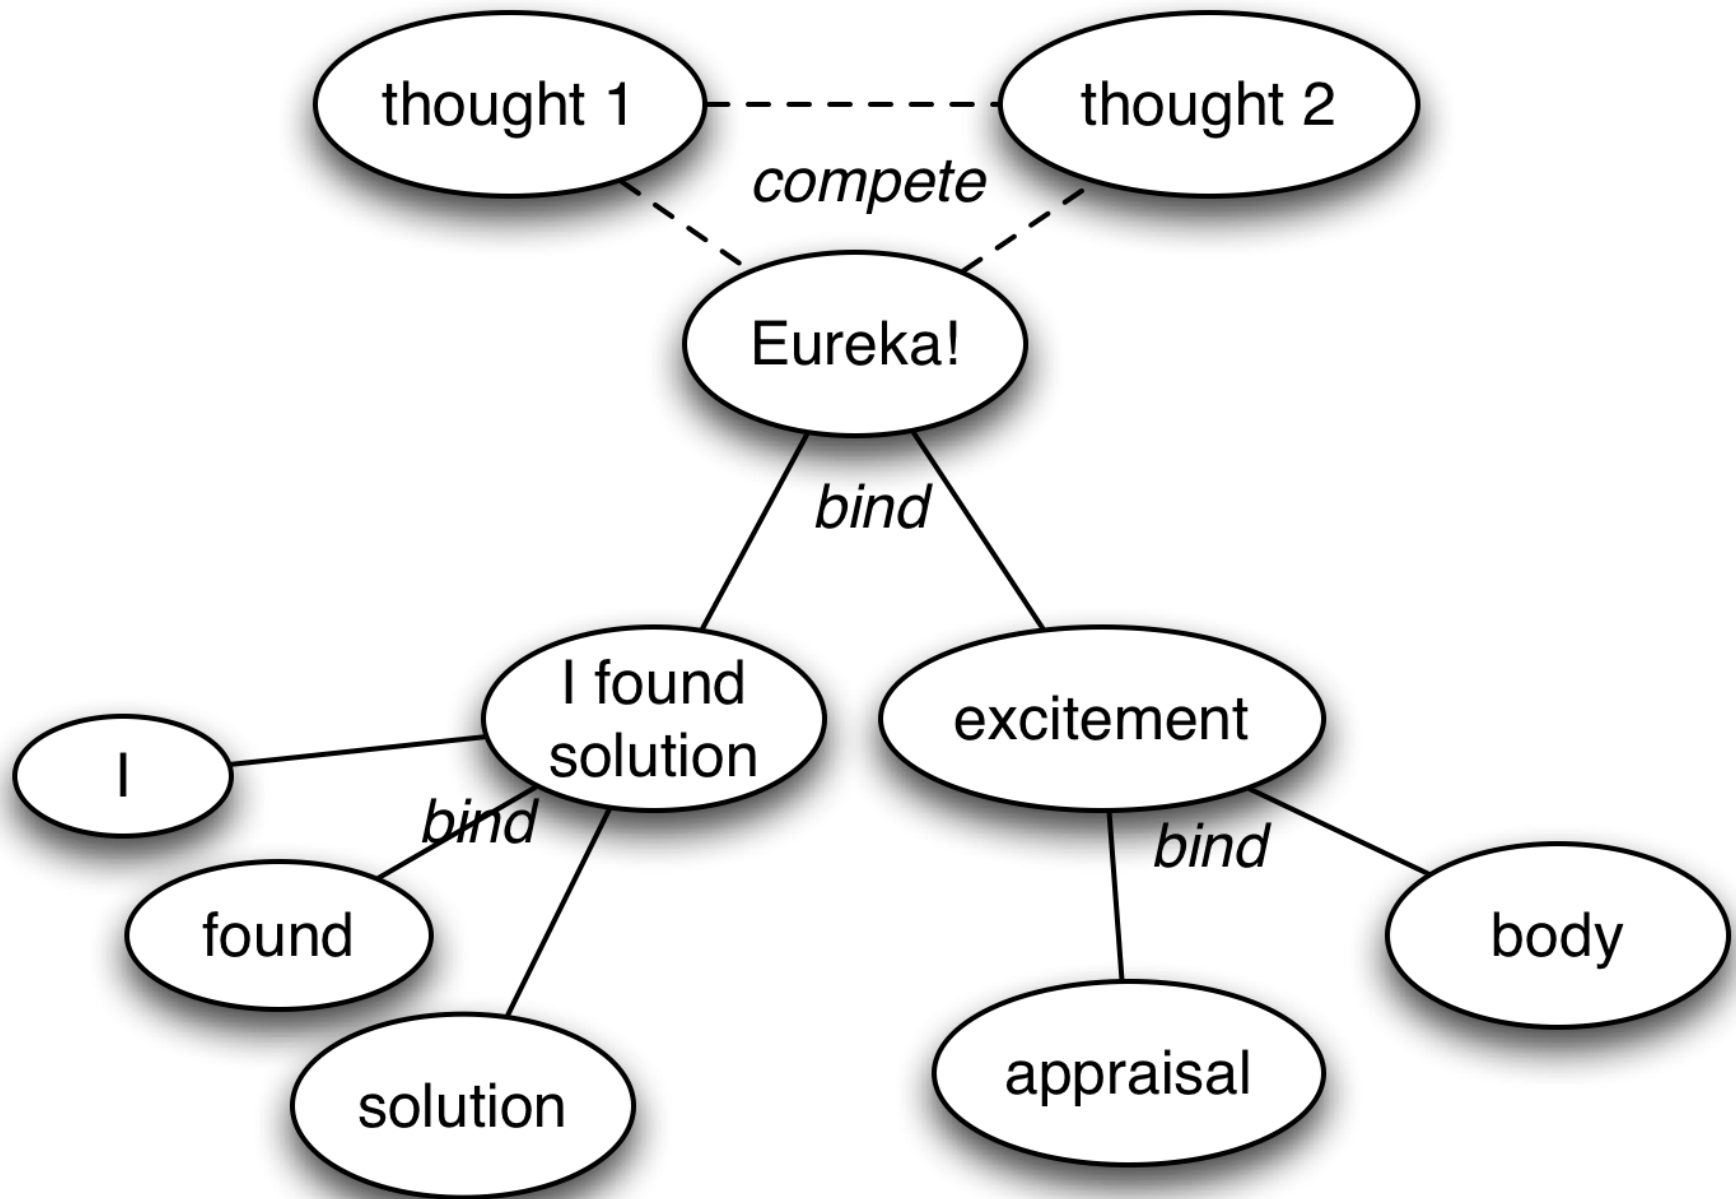 thought 1
thought 2
compete
Eureka!
bind
I found
solution
excitement
I
bind
bind
found
body
solution
appraisal